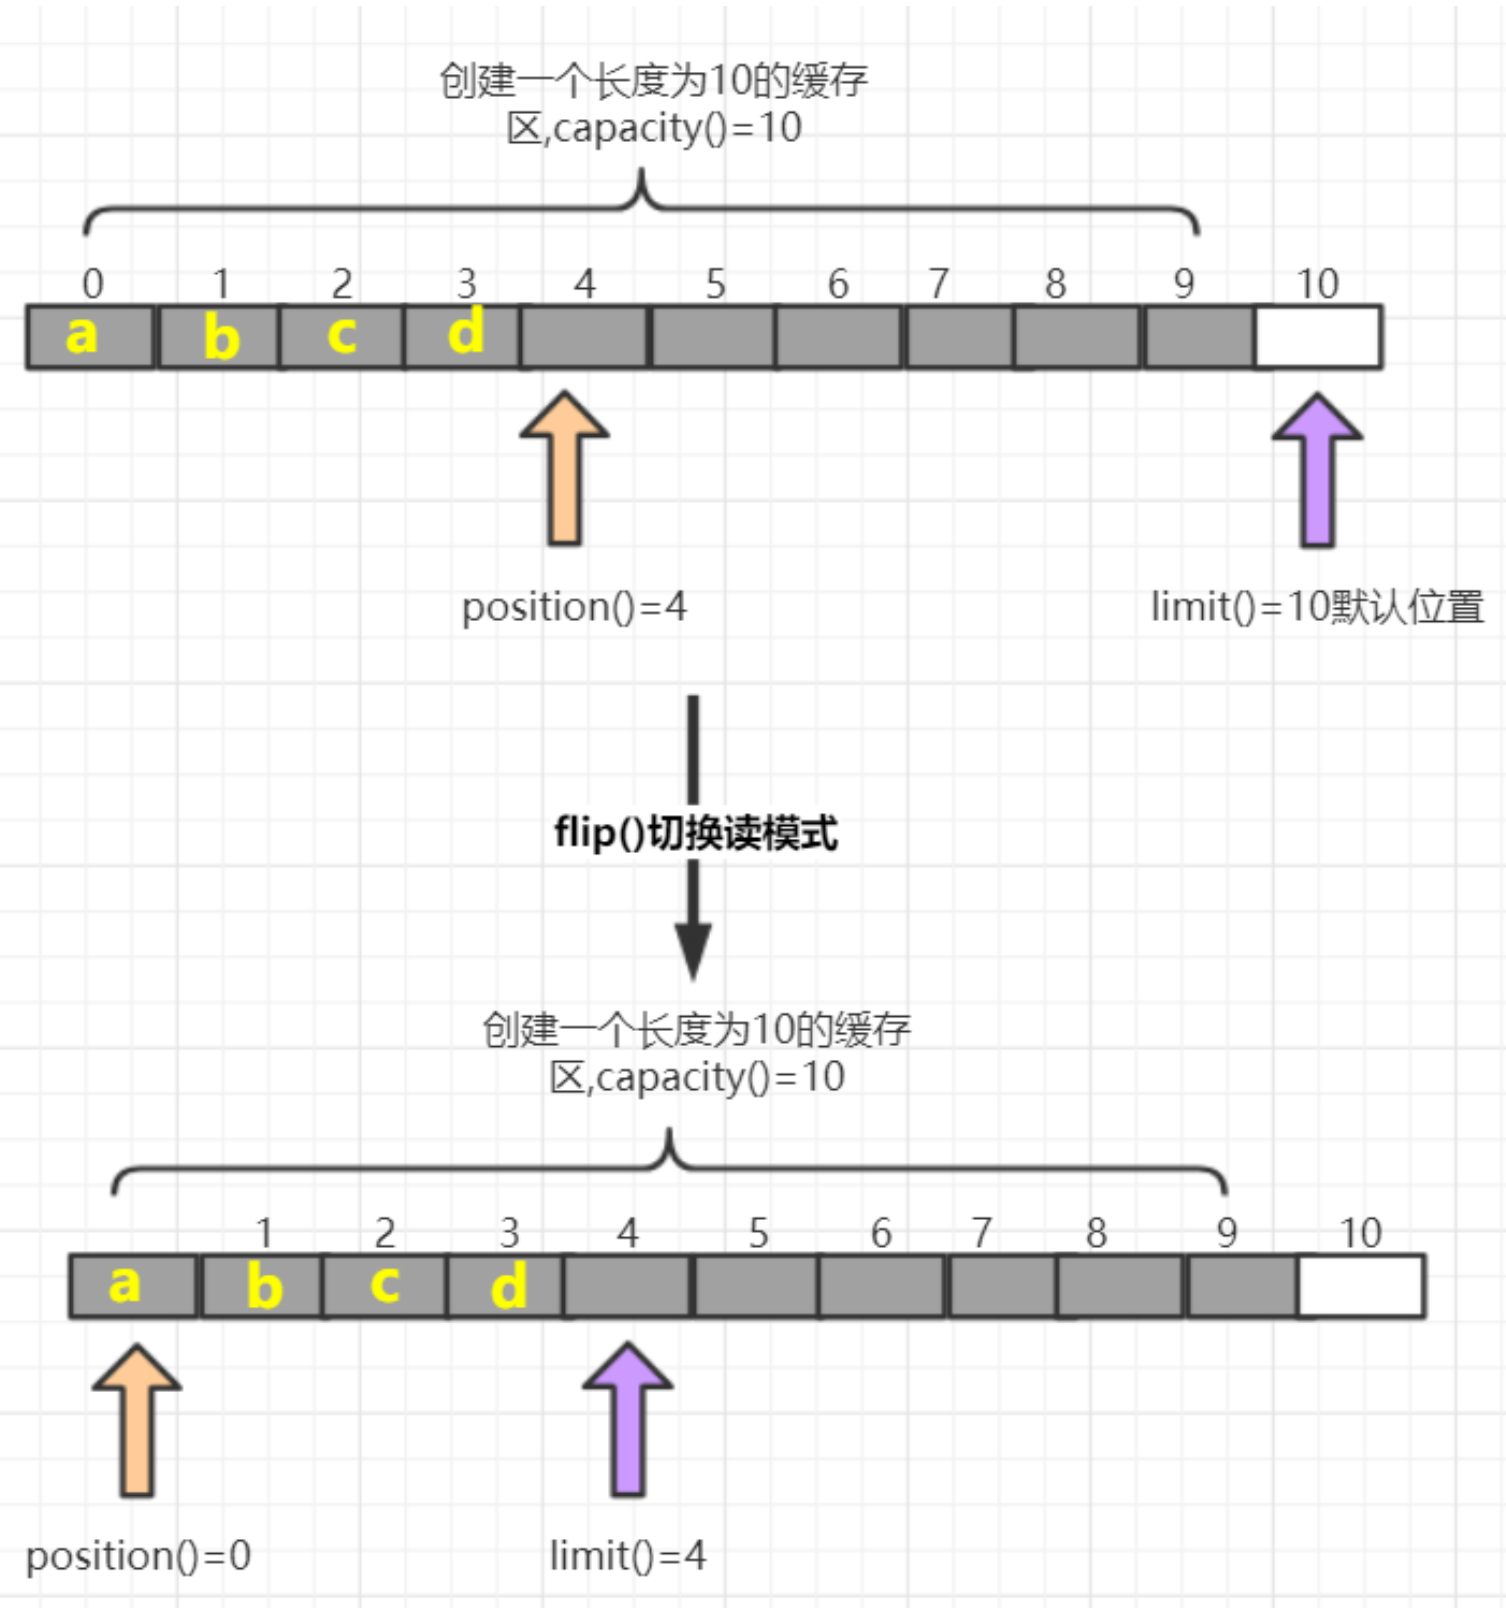 创建一个长度为10的缓存
区,capacity()=10
0 1 2 3 4 5 6 7 8 9 10
a b c d
position()=4 limit()=10默认位置
flip()切换读模式
创建一个长度为10的缓存
区,capacity()=10
1 2 3 4 5 6 7 8 9 10
a b c d
position()=0 limit()=4